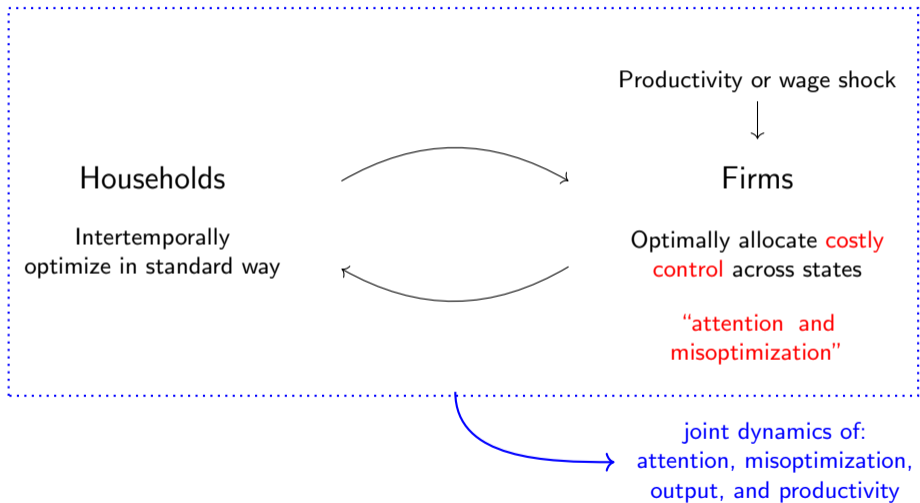 Productivity or wage shock
Households
Firms
Intertemporally
optimize in standard way
Optimally allocate costly
control across states
“attention and
misoptimization”
joint dynamics of:
attention, misoptimization,
output, and productivity